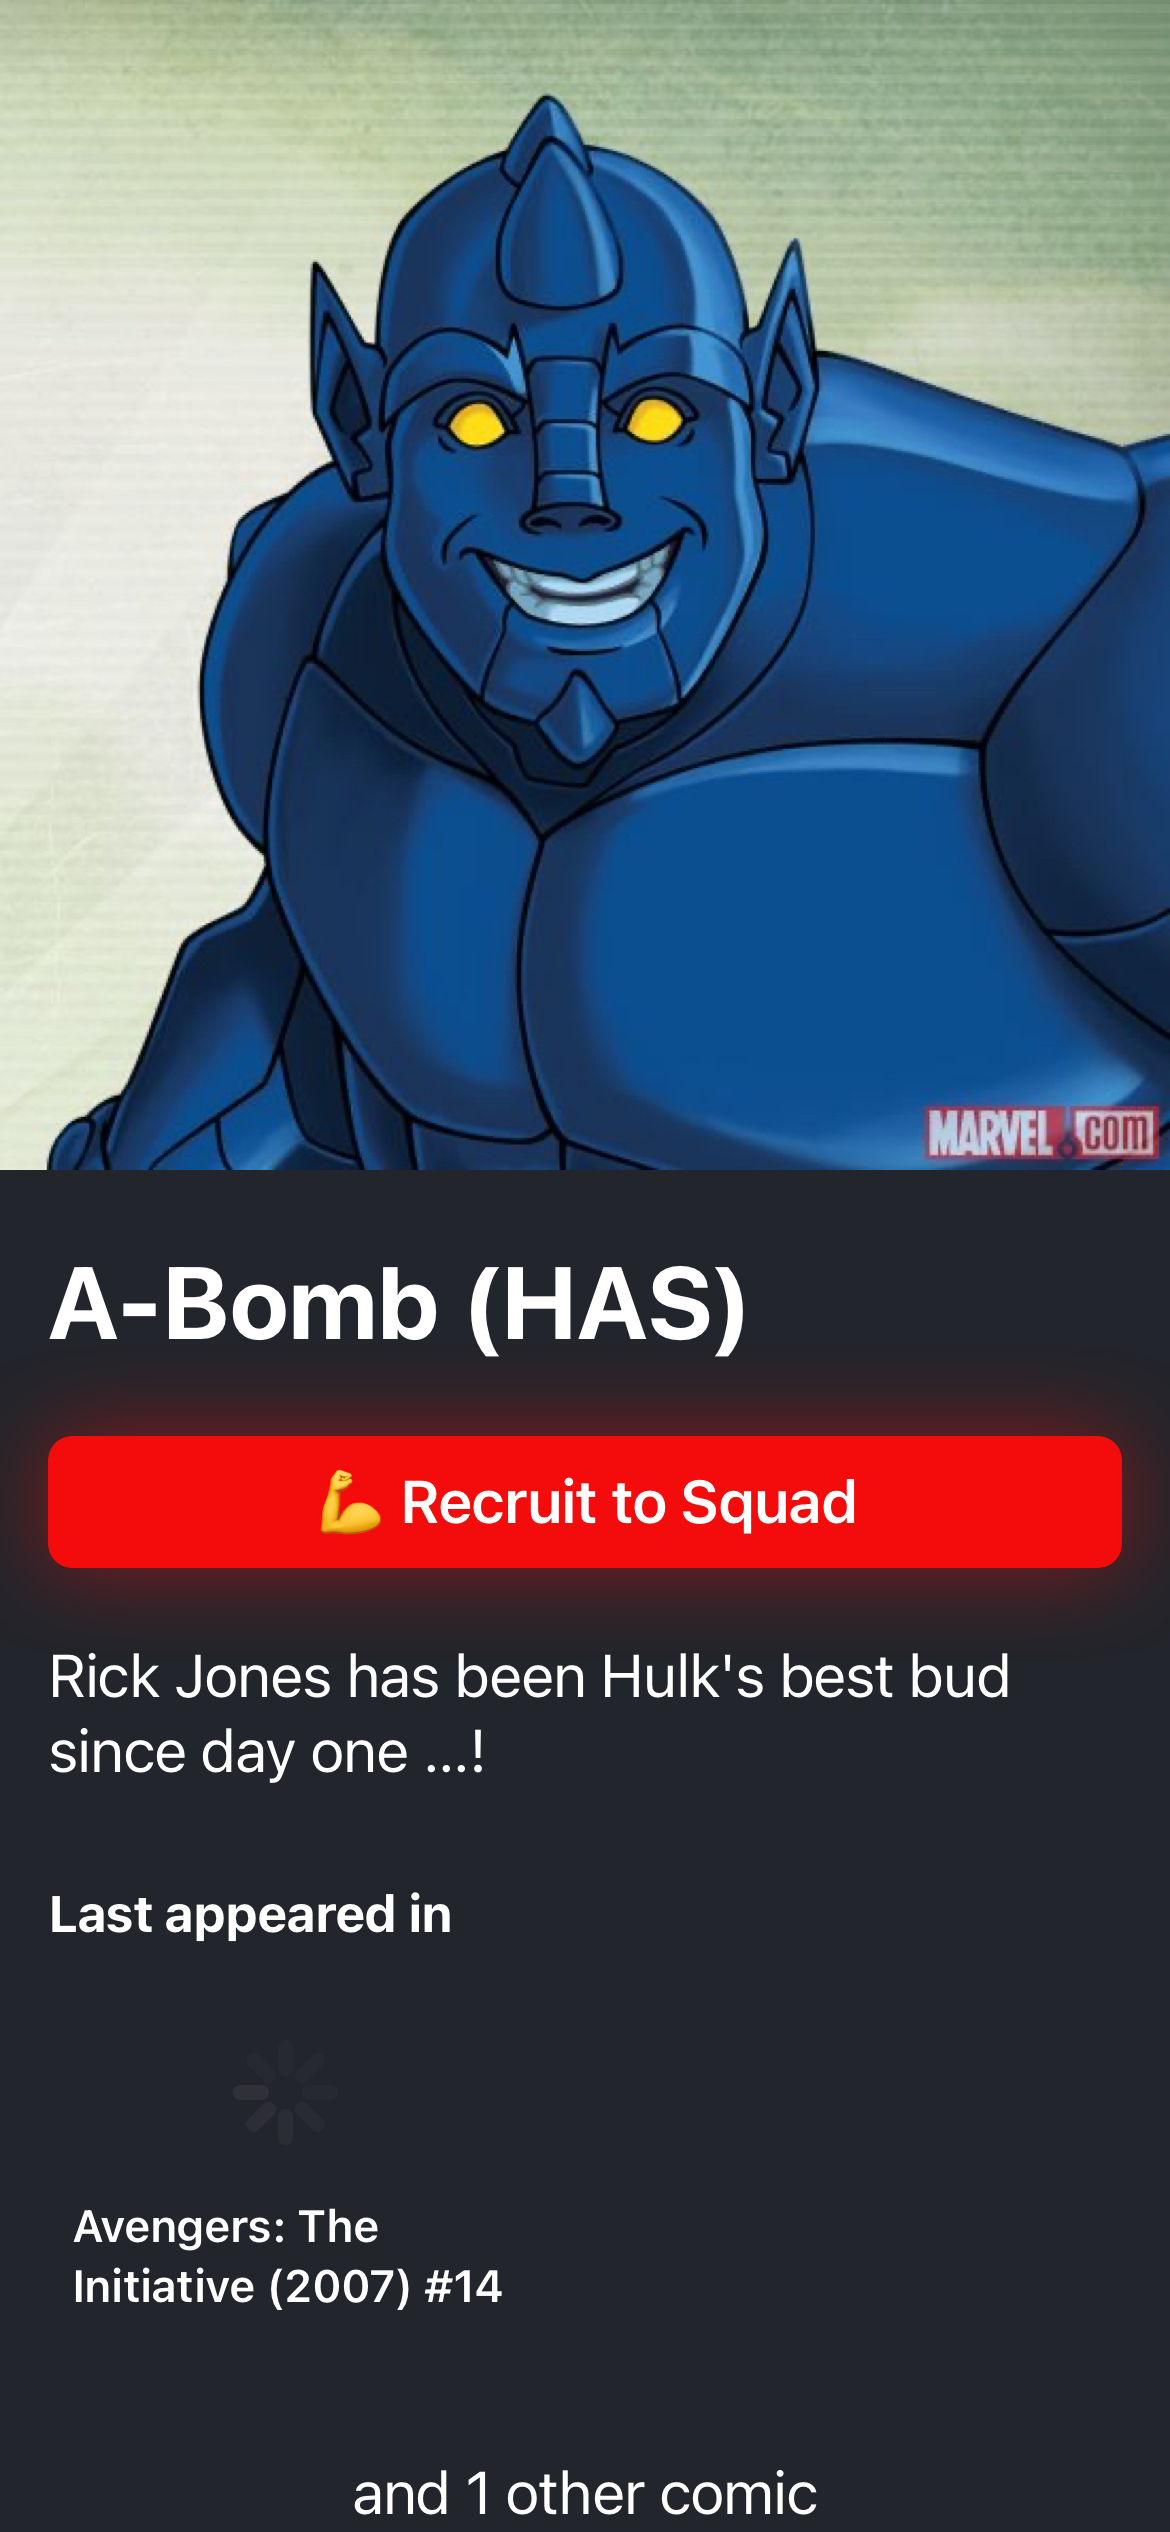 MARVEL.COM
A-Bomb (HAS)
💪 Recruit to Squad
Rick Jones has been Hulk's best bud
since day one ...!
Last appeared in
Avengers: The
Initiative (2007) #14
and 1 other comic